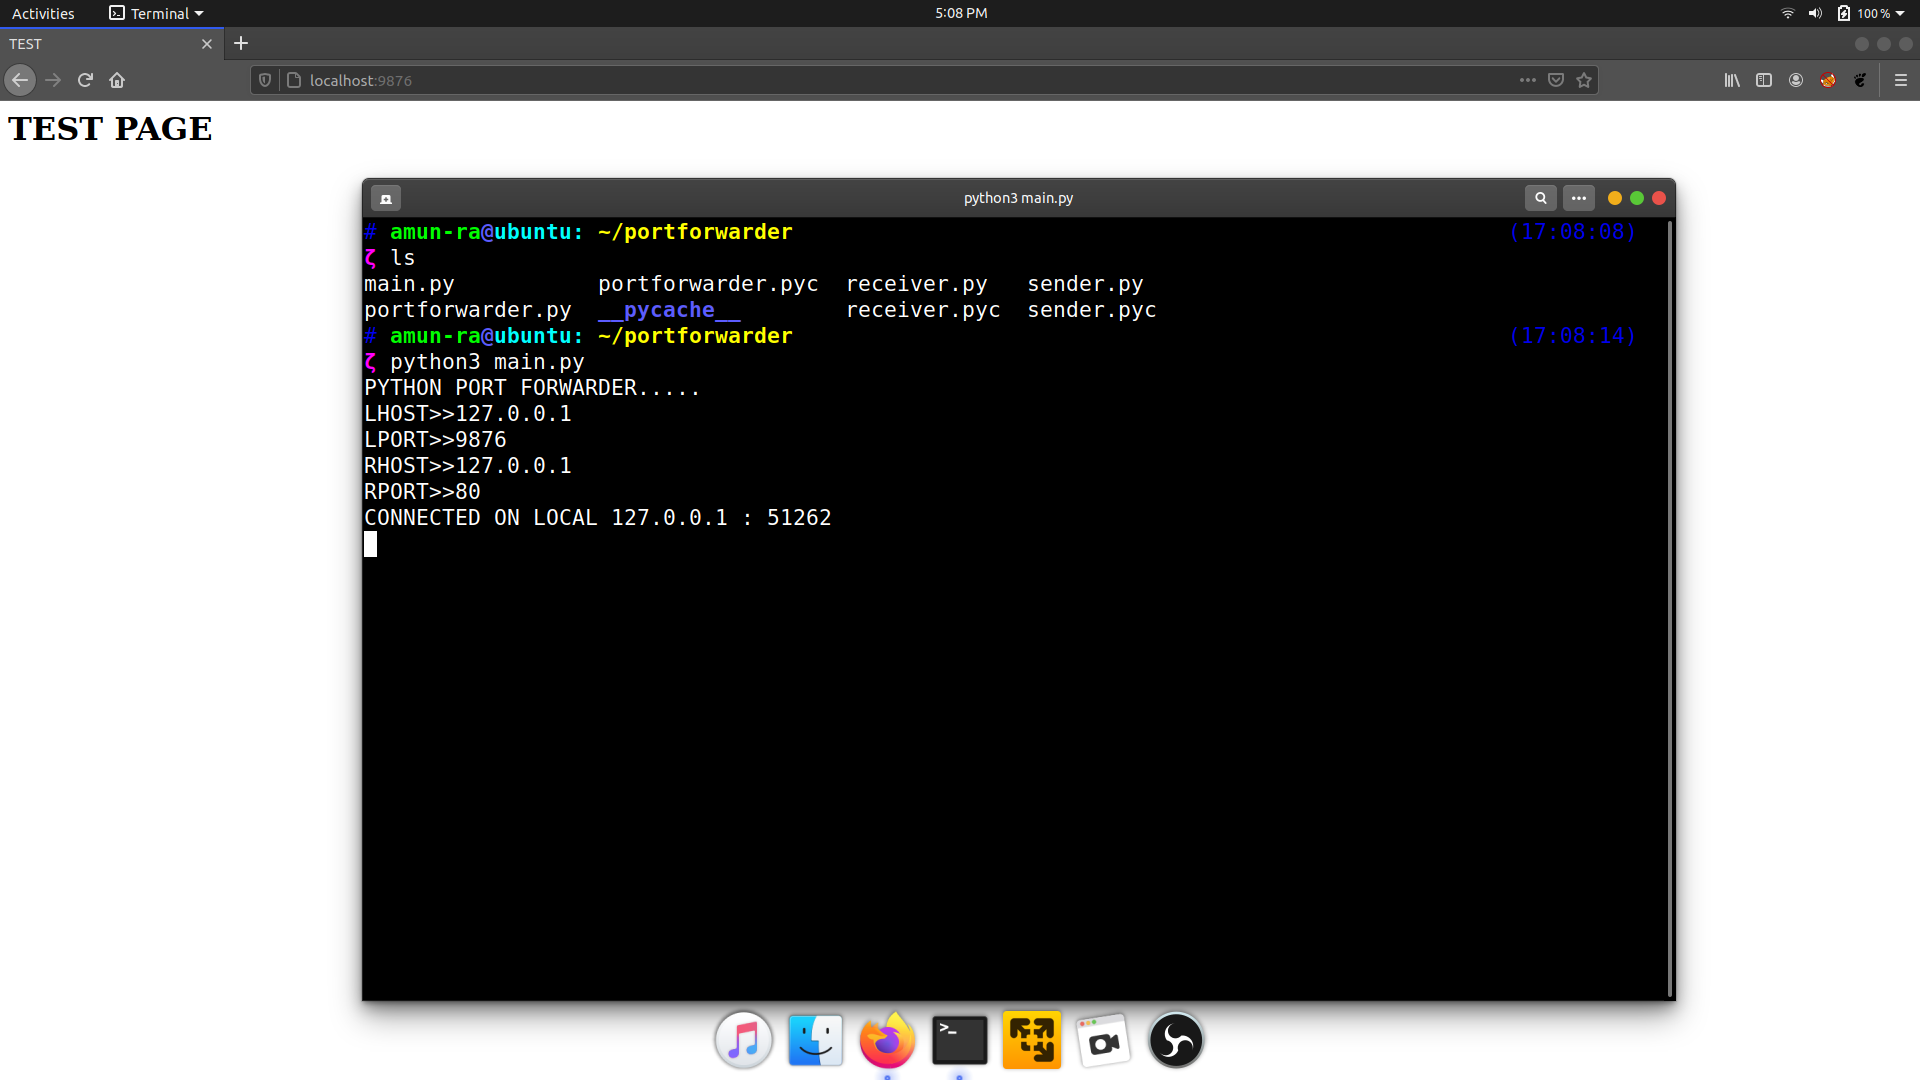 Activities Terminal 5:08 PM 100 %
TEST
localhost:9876
TEST PAGE
python3 main.py
# amun-ra@ubuntu: ~/portforwarder (17:08:08)
ζ ls
main.py portforwarder.pyc receiver.py sender.py
portforwarder.py __pycache__ receiver.pyc sender.pyc
# amun-ra@ubuntu: ~/portforwarder (17:08:14)
ζ python3 main.py
PYTHON PORT FORWARDER.....
LHOST>>127.0.0.1
LPORT>>9876
RHOST>>127.0.0.1
RPORT>>80
CONNECTED ON LOCAL 127.0.0.1 : 51262
>_